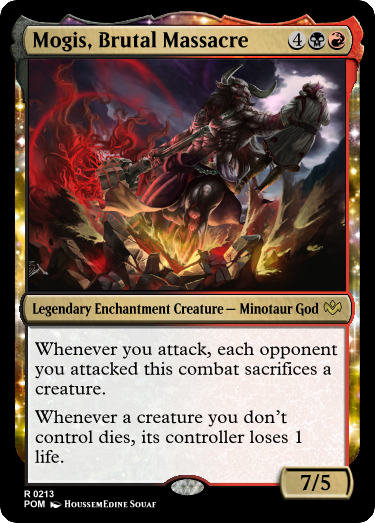 Mogis, Brutal Massacre 4
Legendary Enchantment Creature — Minotaur God
Whenever you attack, each opponent
you attacked this combat sacrifices a
creature.
Whenever a creature you don't
control dies, its controller loses 1
life.
7/5
R 0213
POM HoussemEdine Souaf